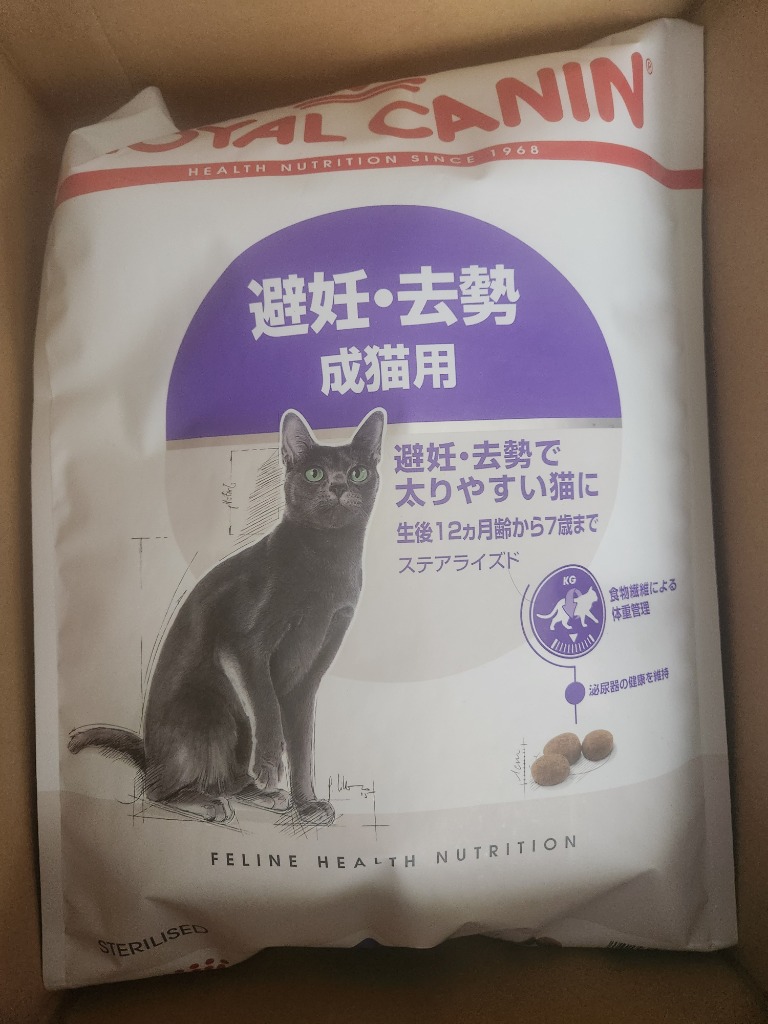 ROYAL CANIN®
HEALTH NUTRITION SINCE 1968
避妊・去勢
成猫用
避妊・去勢で
太りやすい猫に
生後12ヵ月齢から7歳まで
ステアライズド
KG
食物繊維による
体重管理
泌尿器の健康を維持
FELINE HEALTH NUTRITION
STERILISED